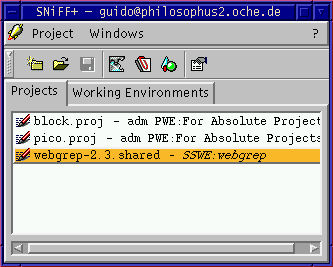 SNiFF+ – guido@philosophus2.oche.de
Project Windows ?
Projects Working Environments
block.proj - adm PWE:For Absolute Project
pico.proj - adm PWE:For Absolute Projects
webgrep-2.3.shared - SSWE:webgrep